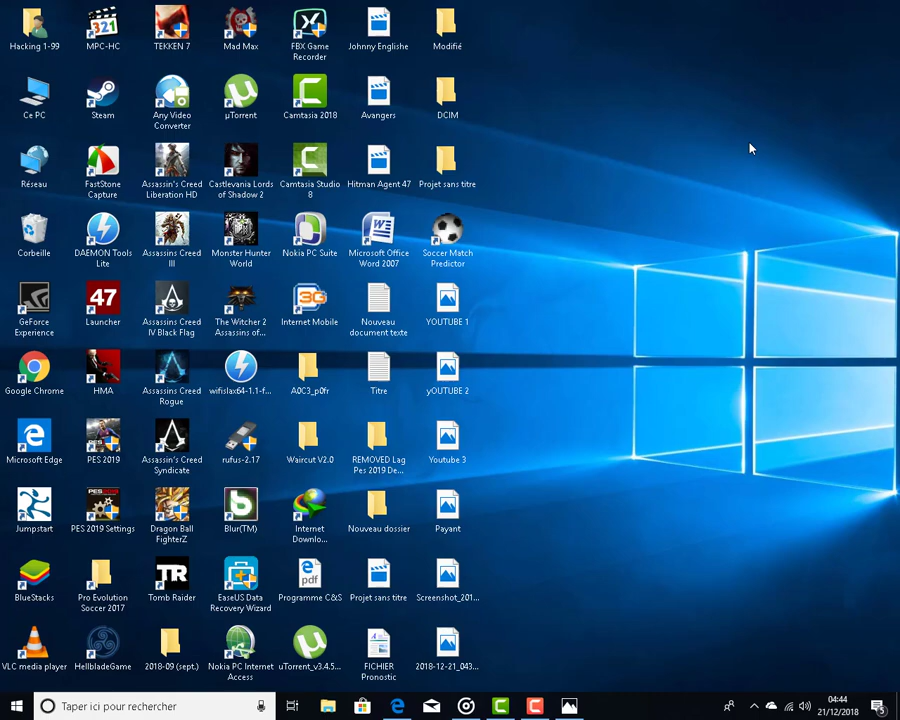 Hacking 1-99
MPC-HC
TEKKEN 7
Mad Max
FBX Game
Recorder
Johnny Englishe
Modifié
Ce PC
Steam
Any Video
Converter
µTorrent
Camtasia 2018
Avangers
DCIM
Réseau
FastStone
Capture
Assassin's Creed
Liberation HD
Castlevania Lords
of Shadow 2
Camtasia Studio
8
Hitman Agent 47
Projet sans titre
Corbeille
DAEMON Tools
Lite
Assassins Creed
III
Monster Hunter
World
Nokia PC Suite
Microsoft Office
Word 2007
Soccer Match
Predictor
GeForce
Experience
47
Launcher
Assassins Creed
IV Black Flag
The Witcher 2
Assassins of...
3G
Internet Mobile
Nouveau
document texte
YOUTUBE 1
Google Chrome
HMA
Assassins Creed
Rogue
wifislax64-1.1-f...
A0C3_p0fr
Titre
yOUTUBE 2
Microsoft Edge
PES 2019
Assassin's Creed
Syndicate
rufus-2.17
Waircut V2.0
REMOVED Lag
Pes 2019 De...
Youtube 3
Jumpstart
PES 2019 Settings
Dragon Ball
FighterZ
Blur(TM)
Internet
Downlo...
Nouveau dossier
Payant
BlueStacks
Pro Evolution
Soccer 2017
TR
Tomb Raider
EaseUS Data
Recovery Wizard
pdf
Programme C&S
Projet sans titre
Screenshot_201...
VLC media player
HellbladeGame
2018-09 (sept.)
Nokia PC Internet
Access
uTorrent_v3.4.5...
FICHIER
Pronostic
2018-12-21_043...
Taper ici pour rechercher
04:44
21/12/2018
5